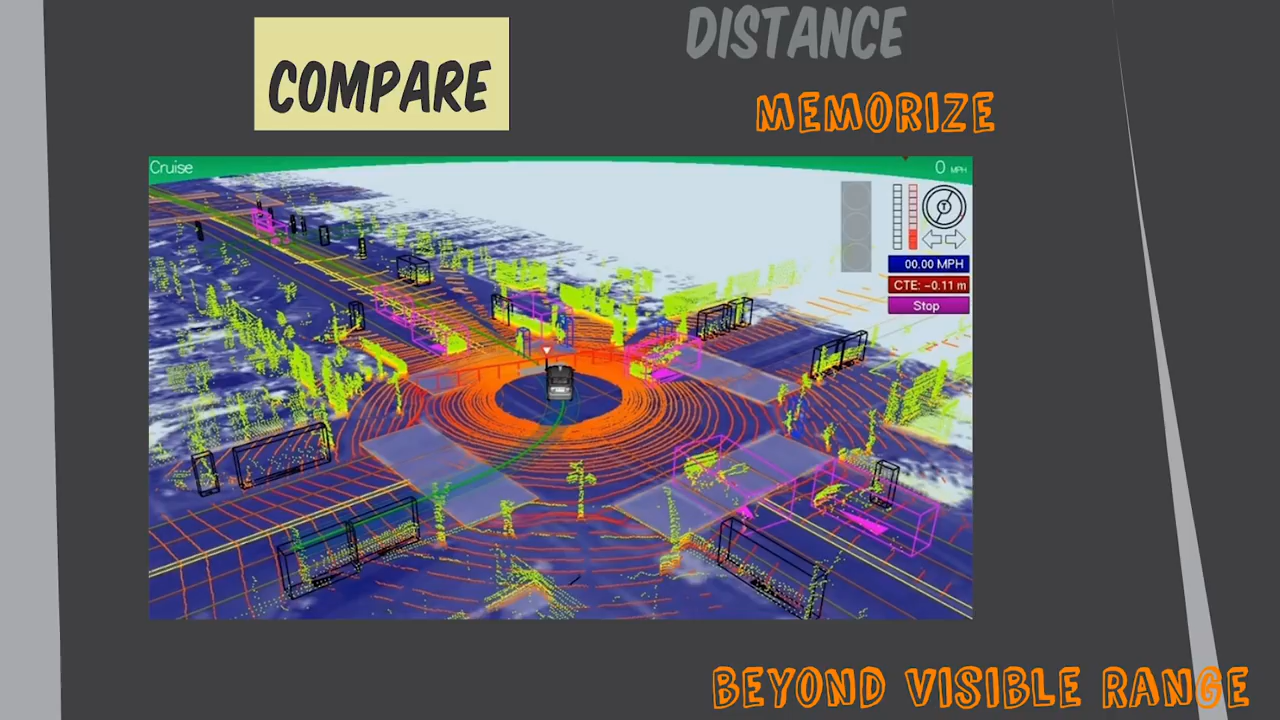 DISTANCE
COMPARE
MEMORIZE
Cruise
0 MPH
T
00.00 MPH
CTE: -0.11 m
Stop
BEYOND VISIBLE RANGE